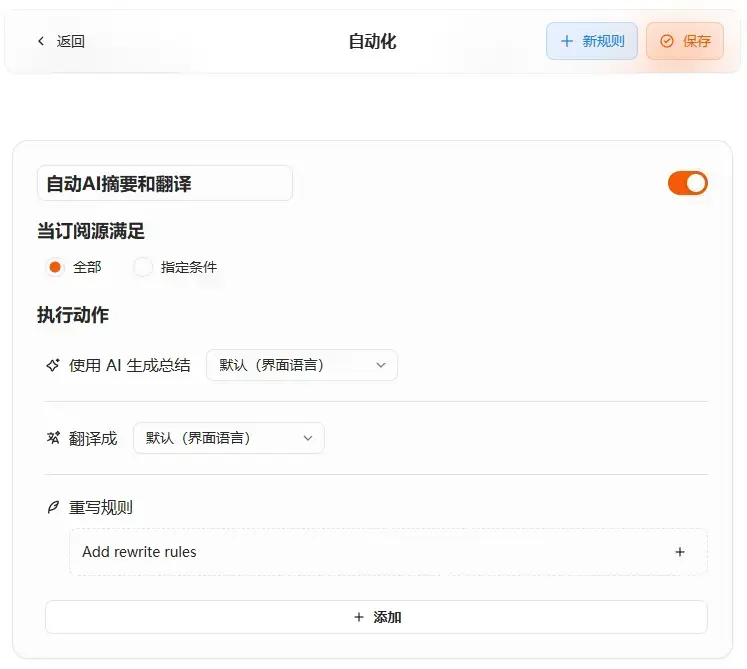 返回 自动化 新规则 保存
自动AI摘要和翻译
当订阅源满足
全部 指定条件
执行动作
使用 AI 生成总结 默认（界面语言）
翻译成 默认（界面语言）
重写规则
Add rewrite rules
添加